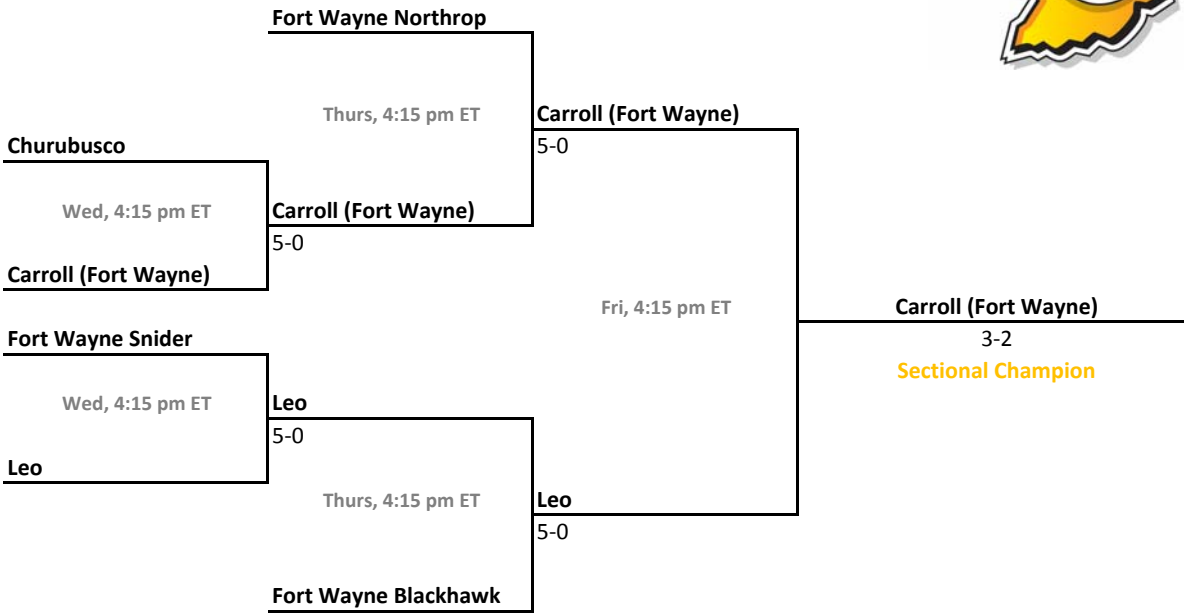 Fort Wayne Northrop
Thurs, 4:15 pm ET
Carroll (Fort Wayne)
5-0
Churubusco
Wed, 4:15 pm ET
Carroll (Fort Wayne)
5-0
Carroll (Fort Wayne)
Fri, 4:15 pm ET
Carroll (Fort Wayne)
3-2
Sectional Champion
Fort Wayne Snider
Wed, 4:15 pm ET
Leo
5-0
Leo
Thurs, 4:15 pm ET
Leo
5-0
Fort Wayne Blackhawk